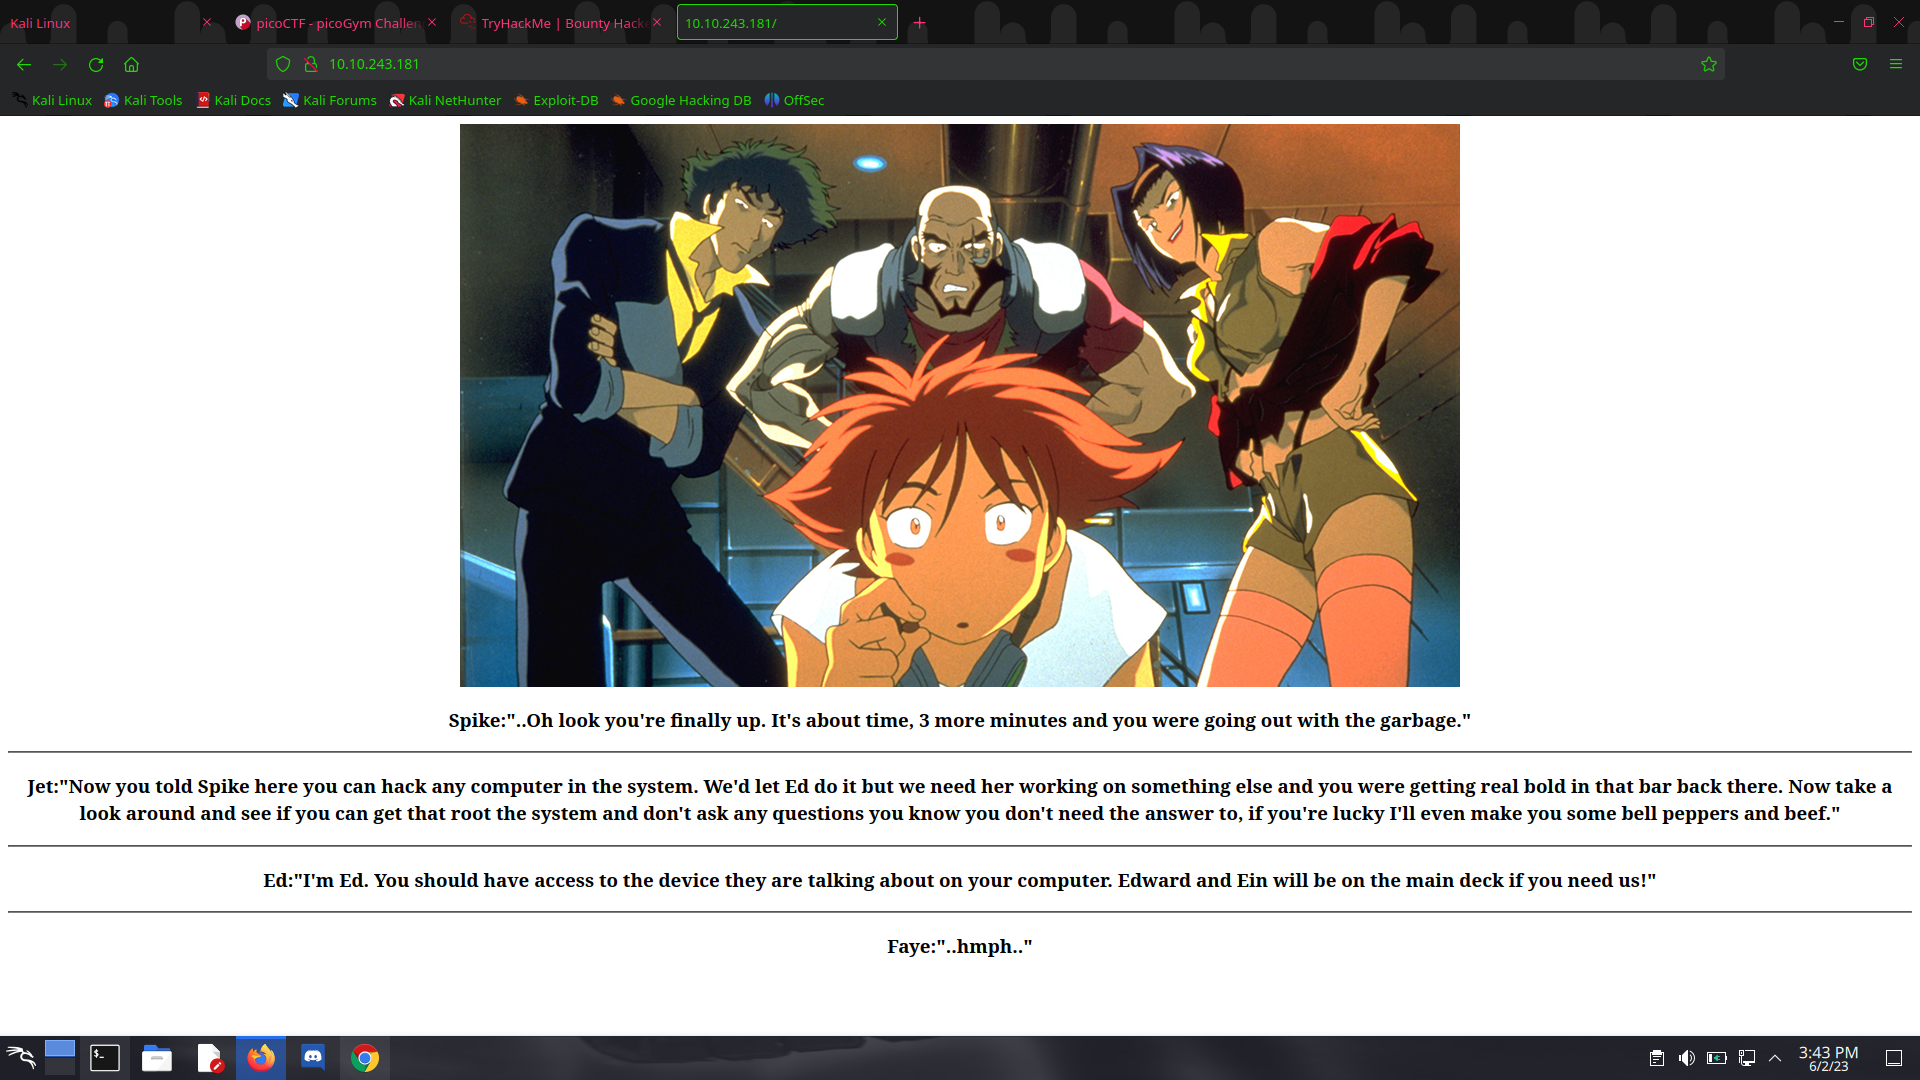 Kali Linux
picoCTF - picoGym Challen
TryHackMe | Bounty Hack
10.10.243.181/
10.10.243.181
Kali Linux Kali Tools Kali Docs Kali Forums Kali NetHunter Exploit-DB Google Hacking DB OffSec
Spike:"..Oh look you're finally up. It's about time, 3 more minutes and you were going out with the garbage."
Jet:"Now you told Spike here you can hack any computer in the system. We'd let Ed do it but we need her working on something else and you were getting real bold in that bar back there. Now take a
look around and see if you can get that root the system and don't ask any questions you know you don't need the answer to, if you're lucky I'll even make you some bell peppers and beef."
Ed:"I'm Ed. You should have access to the device they are talking about on your computer. Edward and Ein will be on the main deck if you need us!"
Faye:"..hmph.."
3:43 PM
6/2/23